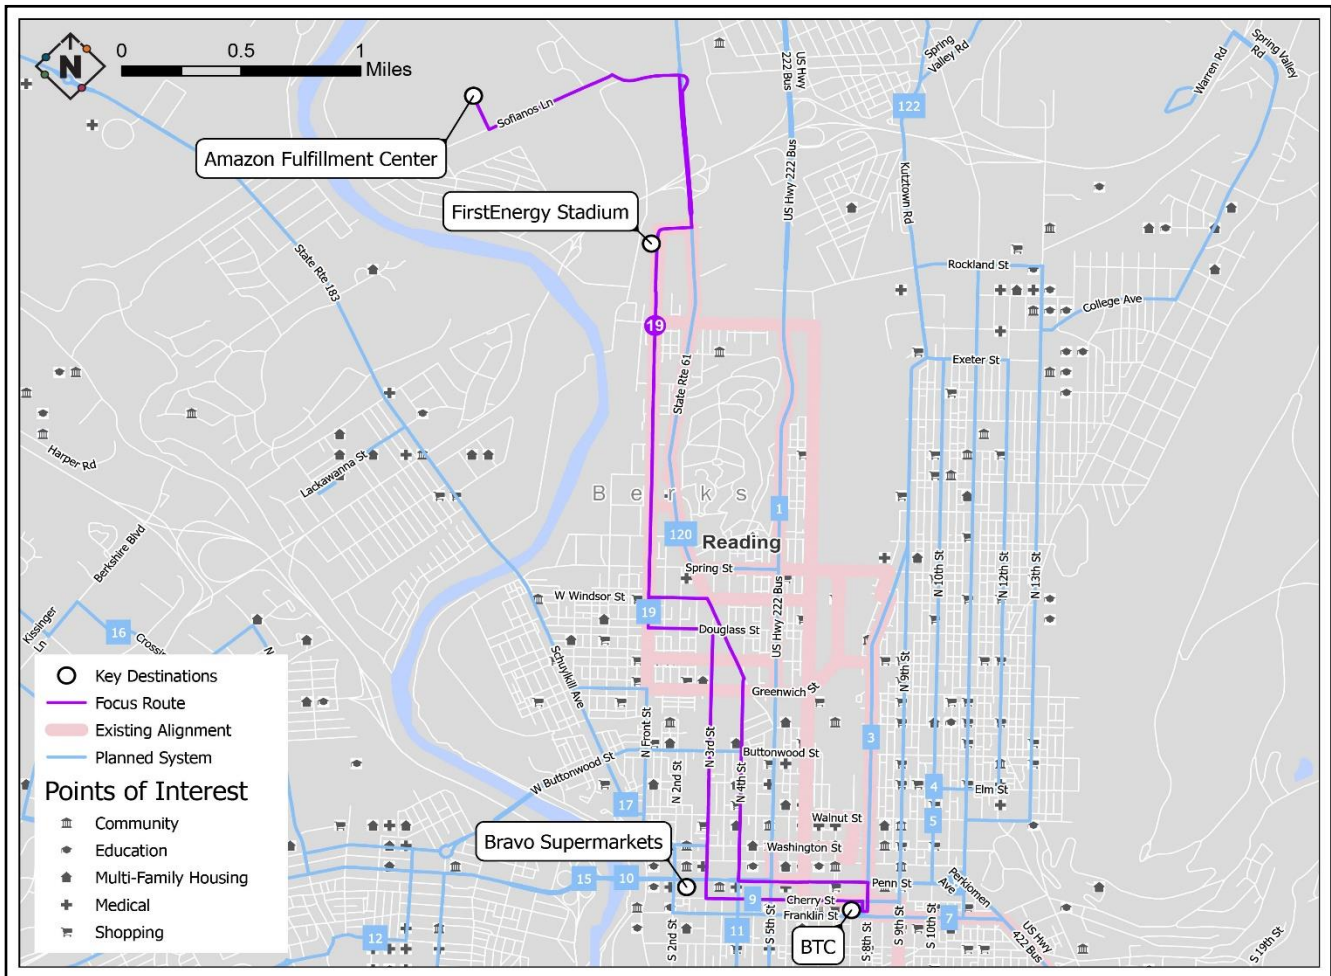 N
0 0.5 1
Miles
Amazon Fulfillment Center
Sofianos Ln
FirstEnergy Stadium
US Hwy
222 Bus
US Hwy 222 Bus
Spring
Valley Rd
122
Kutztown Rd
Warren Rd
Spring Valley
Rd
State Rte 183
Rockland St
College Ave
19
State Rte 61
Exeter St
Harper Rd
Lackawanna St
Berks
1
120
Reading
Spring St
Berkshire Blvd
N 10th St
N 12th St
N 13th St
W Windsor St
19
US Hwy 222 Bus
Douglass St
Kissinger
Ln
16
Crossin
N
Schuylkill Ave
N 9th St
Greenwich St
N Front St
N 3rd St
3
Buttonwood St
W Buttonwood St
N 2nd St
N 4th St
4
Elm St
17
5
Walnut St
Bravo Supermarkets
Washington St
15
10
Penn St
Perkiomen
Ave
9
Cherry St
Franklin St
7
11
12
S 2nd St
S 5th St
BTC
S 8th St
S 9th St
S 10th St
US Hwy
422 Bus
S 19th St
Key Destinations
Focus Route
Existing Alignment
Planned System
Points of Interest
Community
Education
Multi-Family Housing
Medical
Shopping